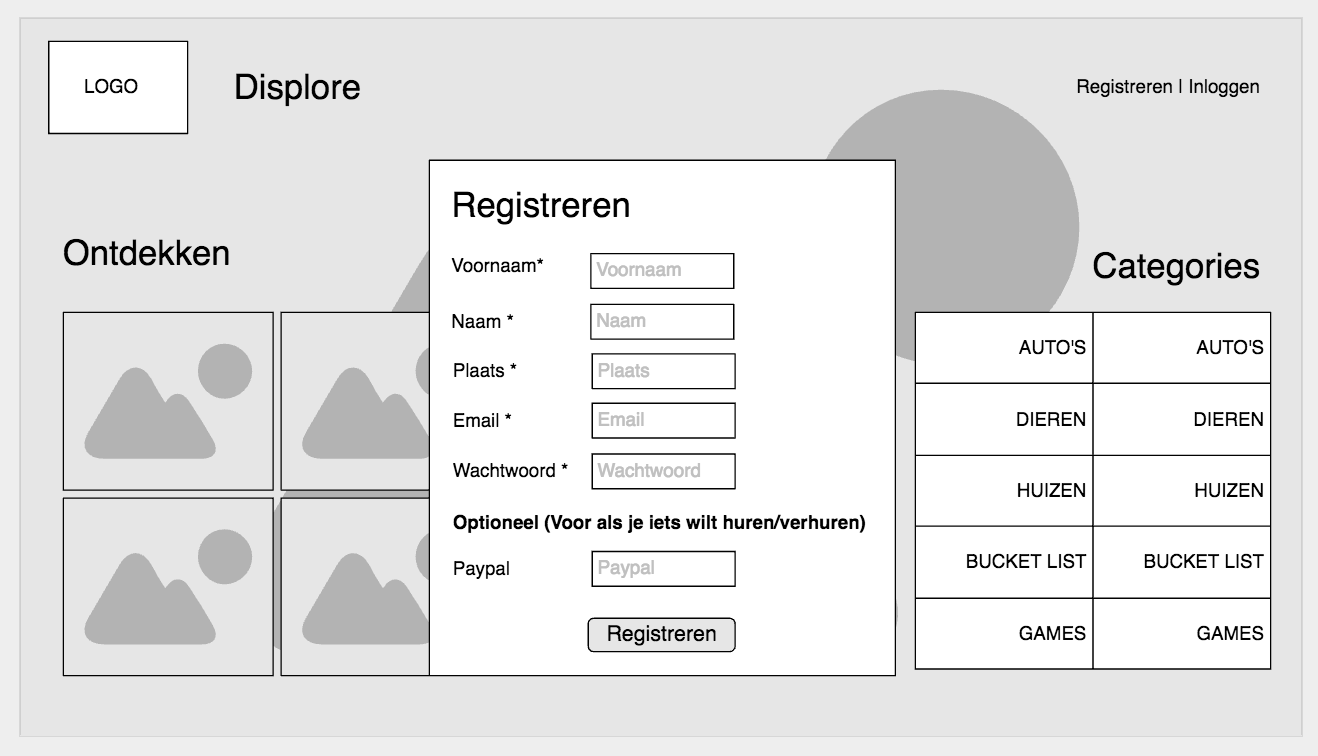 LOGO
Displore
Registreren | Inloggen
Ontdekken
Registreren
Voornaam* Voornaam
Naam * Naam
Plaats * Plaats
Email * Email
Wachtwoord * Wachtwoord
Optioneel (Voor als je iets wilt huren/verhuren)
Paypal Paypal
Registreren
Categories
AUTO'S AUTO'S
DIEREN DIEREN
HUIZEN HUIZEN
BUCKET LIST BUCKET LIST
GAMES GAMES